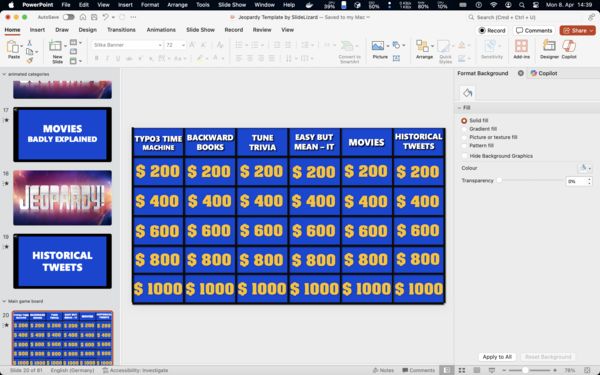 PowerPoint File Edit View Insert Format Arrange Tools Slide Show Window Help Mon 8. Apr 14:39
AutoSave Jeopardy Template by SlideLizard — Saved to my Mac Search (Cmd + Ctrl + U)
Home Insert Draw Design Transitions Animations Slide Show Record Review View Record Comments Share
Paste New Slide Silka Banner 72 Convert to SmartArt Picture Arrange Quick Styles Sensitivity Add-ins Designer Copilot
animated categories
17
MOVIES
BADLY EXPLAINED
18
JEOPARDY!
19
HISTORICAL
TWEETS
Main game board
20
TYPO3 TIME MACHINE BACKWARD BOOKS TUNE TRIVIA EASY BUT MEAN – IT MOVIES HISTORICAL TWEETS
$ 200 $ 200 $ 200 $ 200 $ 200 $ 200
$ 400 $ 400 $ 400 $ 400 $ 400 $ 400
$ 600 $ 600 $ 600 $ 600 $ 600 $ 600
$ 800 $ 800 $ 800 $ 800 $ 800 $ 800
$ 1000 $ 1000 $ 1000 $ 1000 $ 1000 $ 1000
Format Background Copilot
Fill
Solid fill
Gradient fill
Picture or texture fill
Pattern fill
Hide Background Graphics
Colour
Transparency 0%
Apply to All Reset Background
Slide 20 of 81 English (Germany) Accessibility: Investigate Notes Comments 78%